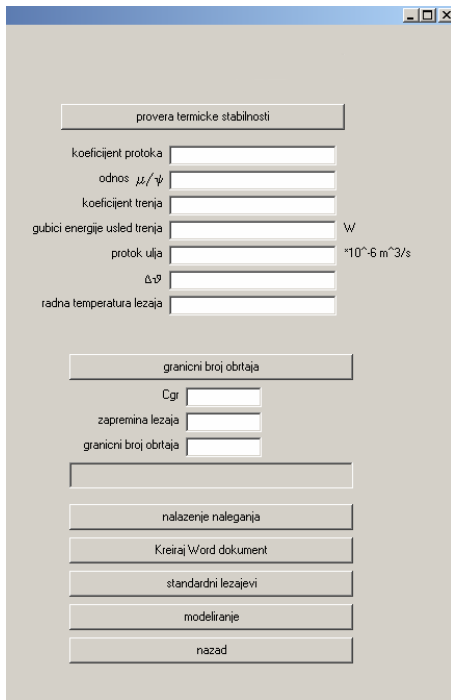 provera termicke stabilnosti
koeficijent protoka
odnos μ/ψ
koeficijent trenja
gubici energije usled trenja W
protok ulja *10^-6 m^3/s
Δϑ
radna temperatura lezaja
granicni broj obrtaja
Cgr
zapremina lezaja
granicni broj obrtaja
nalazenje naleganja
Kreiraj Word dokument
standardni lezajevi
modeliranje
nazad